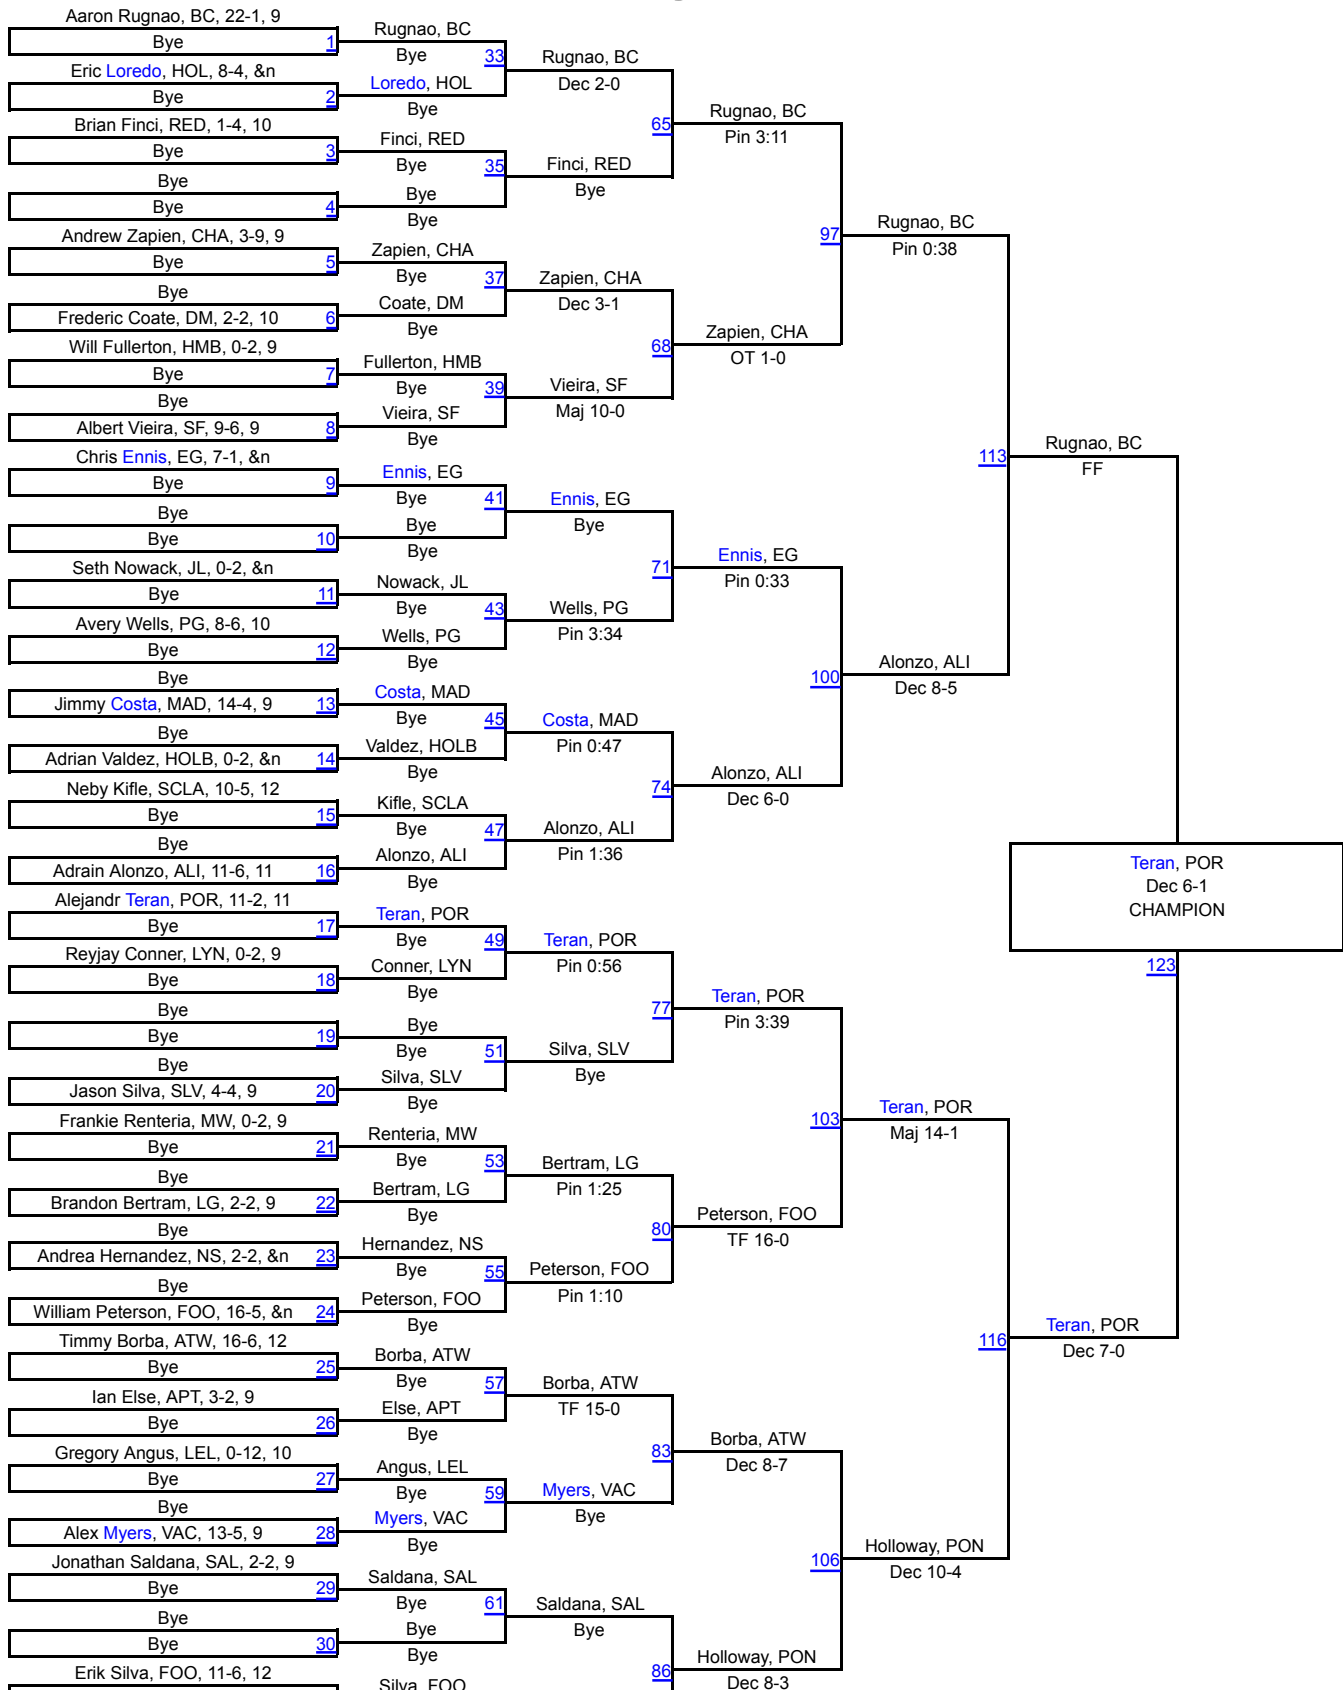 Aaron Rugnao, BC, 22-1, 9
Bye 1
Eric Loredo, HOL, 8-4, &n
Bye 2
Brian Finci, RED, 1-4, 10
Bye 3
Bye
Bye 4
Andrew Zapien, CHA, 3-9, 9
Bye 5
Bye
Frederic Coate, DM, 2-2, 10 6
Will Fullerton, HMB, 0-2, 9
Bye 7
Bye
Albert Vieira, SF, 9-6, 9 8
Chris Ennis, EG, 7-1, &n
Bye 9
Bye
Bye 10
Seth Nowack, JL, 0-2, &n
Bye 11
Avery Wells, PG, 8-6, 10
Bye 12
Bye
Jimmy Costa, MAD, 14-4, 9 13
Bye
Adrian Valdez, HOLB, 0-2, &n 14
Neby Kifle, SCLA, 10-5, 12
Bye 15
Bye
Adrain Alonzo, ALI, 11-6, 11 16
Alejandr Teran, POR, 11-2, 11
Bye 17
Reyjay Conner, LYN, 0-2, 9
Bye 18
Bye
Bye 19
Bye
Jason Silva, SLV, 4-4, 9 20
Frankie Renteria, MW, 0-2, 9
Bye 21
Bye
Brandon Bertram, LG, 2-2, 9 22
Bye
Andrea Hernandez, NS, 2-2, &n 23
Bye
William Peterson, FOO, 16-5, &n 24
Timmy Borba, ATW, 16-6, 12
Bye 25
Ian Else, APT, 3-2, 9
Bye 26
Gregory Angus, LEL, 0-12, 10
Bye 27
Bye
Alex Myers, VAC, 13-5, 9 28
Jonathan Saldana, SAL, 2-2, 9
Bye 29
Bye
Bye 30
Erik Silva, FOO, 11-6, 12
Rugnao, BC
Bye 33
Loredo, HOL
Bye
Finci, RED
Bye 35
Bye
Bye
Zapien, CHA
Bye 37
Coate, DM
Bye
Fullerton, HMB
Bye 39
Vieira, SF
Bye
Ennis, EG
Bye 41
Bye
Bye
Nowack, JL
Bye 43
Wells, PG
Bye
Costa, MAD
Bye 45
Valdez, HOLB
Bye
Kifle, SCLA
Bye 47
Alonzo, ALI
Bye
Teran, POR
Bye 49
Conner, LYN
Bye
Bye
Bye 51
Silva, SLV
Bye
Renteria, MW
Bye 53
Bertram, LG
Bye
Hernandez, NS
Bye 55
Peterson, FOO
Bye
Borba, ATW
Bye 57
Else, APT
Bye
Angus, LEL
Bye 59
Myers, VAC
Bye
Saldana, SAL
Bye 61
Bye
Bye
Silva, FOO
Rugnao, BC
Dec 2-0
65
Finci, RED
Bye
Zapien, CHA
Dec 3-1
68
Vieira, SF
Maj 10-0
Ennis, EG
Bye
71
Wells, PG
Pin 3:34
Costa, MAD
Pin 0:47
74
Alonzo, ALI
Pin 1:36
Teran, POR
Pin 0:56
77
Silva, SLV
Bye
Bertram, LG
Pin 1:25
80
Peterson, FOO
Pin 1:10
Borba, ATW
TF 15-0
83
Myers, VAC
Bye
Saldana, SAL
Bye
86
Rugnao, BC
Pin 3:11
97
Zapien, CHA
OT 1-0
Ennis, EG
Pin 0:33
100
Alonzo, ALI
Dec 6-0
Teran, POR
Pin 3:39
103
Peterson, FOO
TF 16-0
Borba, ATW
Dec 8-7
106
Holloway, PON
Dec 8-3
Rugnao, BC
Pin 0:38
113
Alonzo, ALI
Dec 8-5
Teran, POR
Maj 14-1
116
Holloway, PON
Dec 10-4
Rugnao, BC
FF
Teran, POR
Dec 7-0
Teran, POR
Dec 6-1
CHAMPION
123